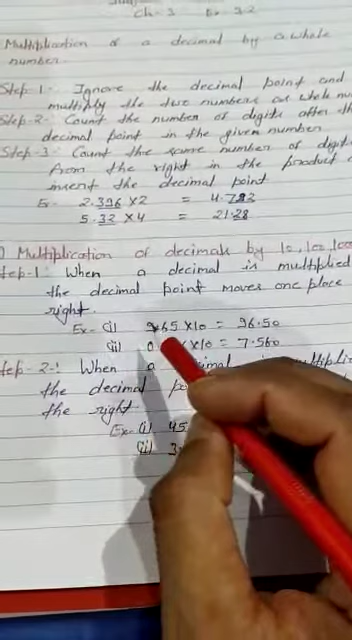 Ch-3 Ex 3.2
Multiplication of a decimal by a whole
number.
Step-1- Ignore the decimal point and
multiply the two numbers as whole
Step-2- Count the number of digits after the
decimal point in the given number
Step-3- Count the same number of digit
from the right in the product
insert the decimal point
Ex- 2.396 × 2 = 4.792
5.32 × 4 = 21.28
Multiplication of decimals by 10, 100, 100
Step-1: When a decimal is multiplied
the decimal point moves one place
right.
Ex- (i) 9.65 × 10 = 96.50
(ii) × 10 = 7.560
Step-2: When a decimal is
the decimal
the right.
Ex- (i) 45
(ii)